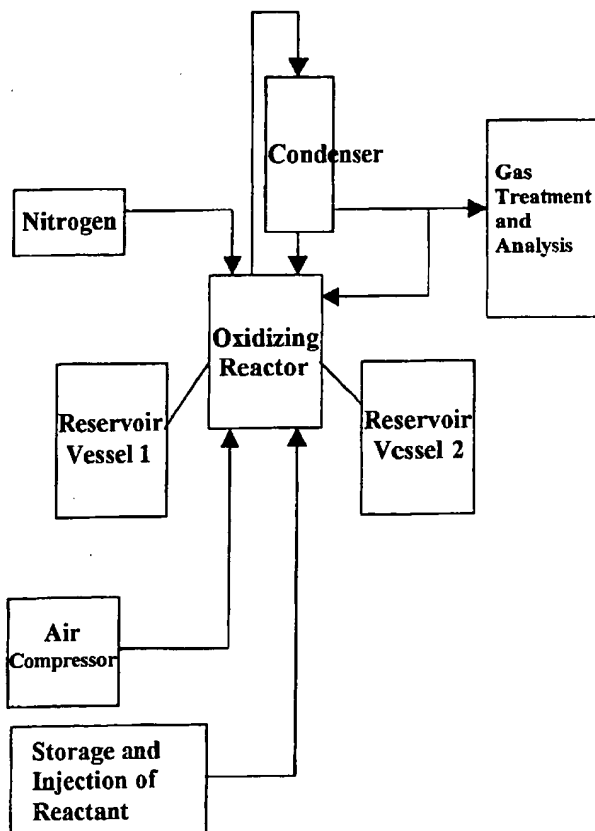 Condenser
Gas
Treatment
and
Analysis
Nitrogen
Oxidizing
Reactor
Reservoir
Vessel 1
Reservoir
Vessel 2
Air
Compressor
Storage and
Injection of
Reactant